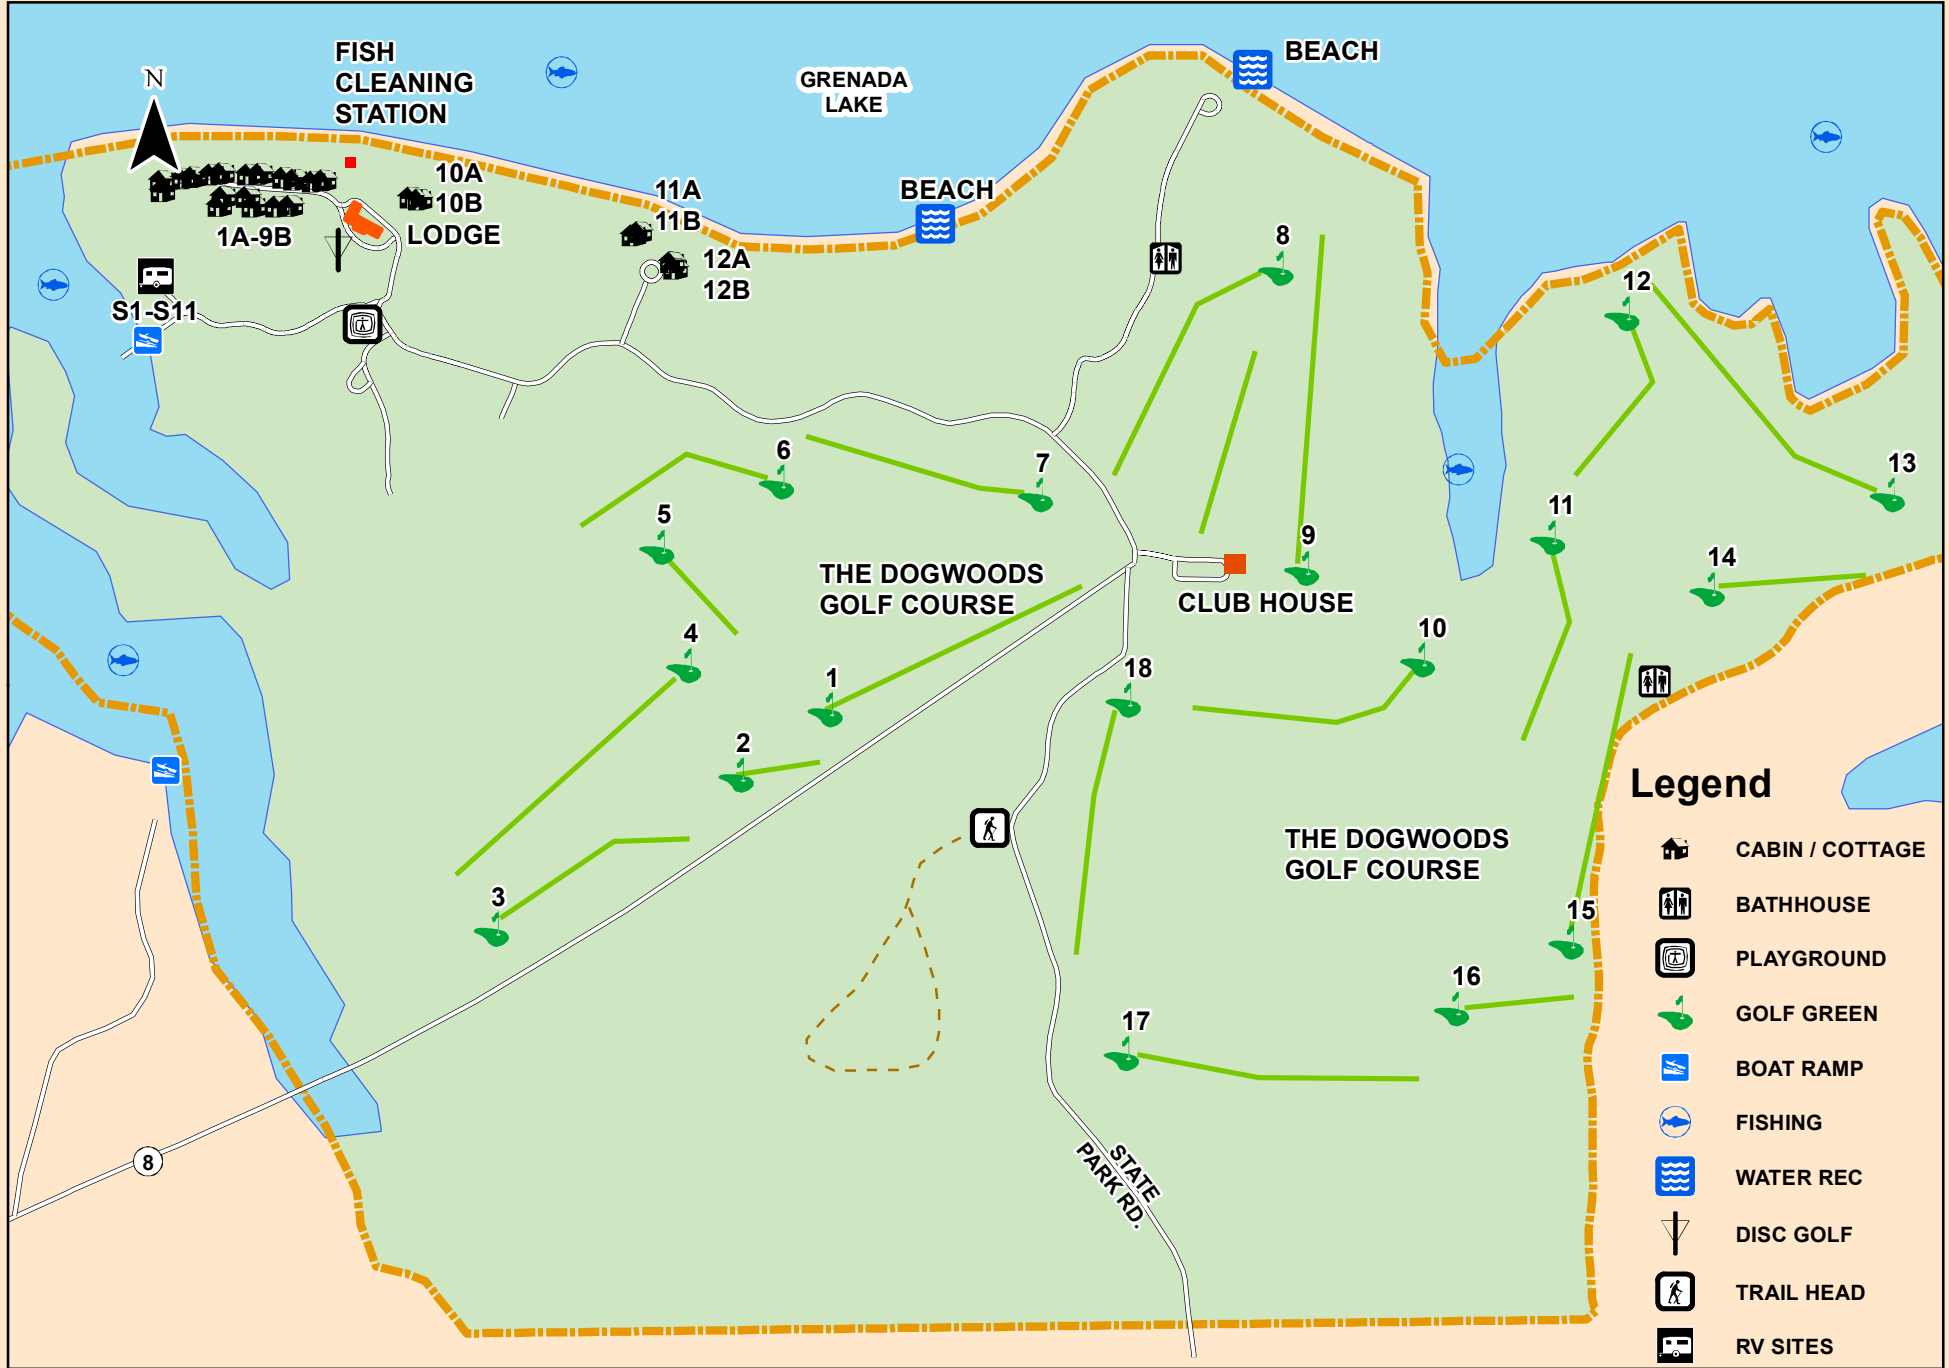 N
FISH
CLEANING
STATION
GRENADA
LAKE
BEACH
10A
10B
LODGE
1A-9B
11A
11B
12A
12B
BEACH
S1-S11
8
12
6
7
13
5
9
11
THE DOGWOODS
GOLF COURSE
CLUB HOUSE
14
4
1
18
10
2
3
THE DOGWOODS
GOLF COURSE
15
16
17
8
STATE
PARK RD.
Legend
CABIN / COTTAGE
BATHHOUSE
PLAYGROUND
GOLF GREEN
BOAT RAMP
FISHING
WATER REC
DISC GOLF
TRAIL HEAD
RV SITES